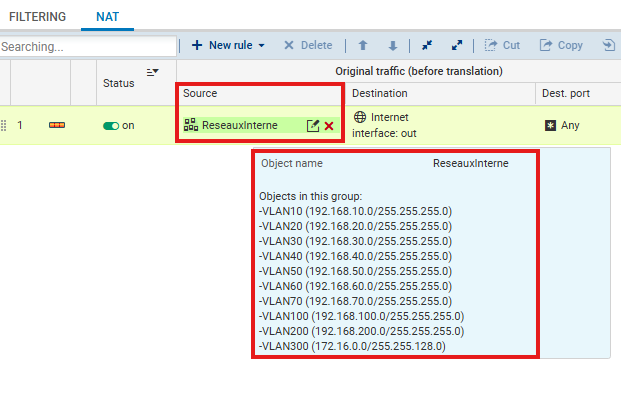 FILTERING NAT
Searching... + New rule Delete Cut Copy
Original traffic (before translation)
Status
Source Destination Dest. port
1 on ReseauxInterne Internet Any
interface: out
Object name ReseauxInterne
Objects in this group:
-VLAN10 (192.168.10.0/255.255.255.0)
-VLAN20 (192.168.20.0/255.255.255.0)
-VLAN30 (192.168.30.0/255.255.255.0)
-VLAN40 (192.168.40.0/255.255.255.0)
-VLAN50 (192.168.50.0/255.255.255.0)
-VLAN60 (192.168.60.0/255.255.255.0)
-VLAN70 (192.168.70.0/255.255.255.0)
-VLAN100 (192.168.100.0/255.255.255.0)
-VLAN200 (192.168.200.0/255.255.255.0)
-VLAN300 (172.16.0.0/255.255.128.0)